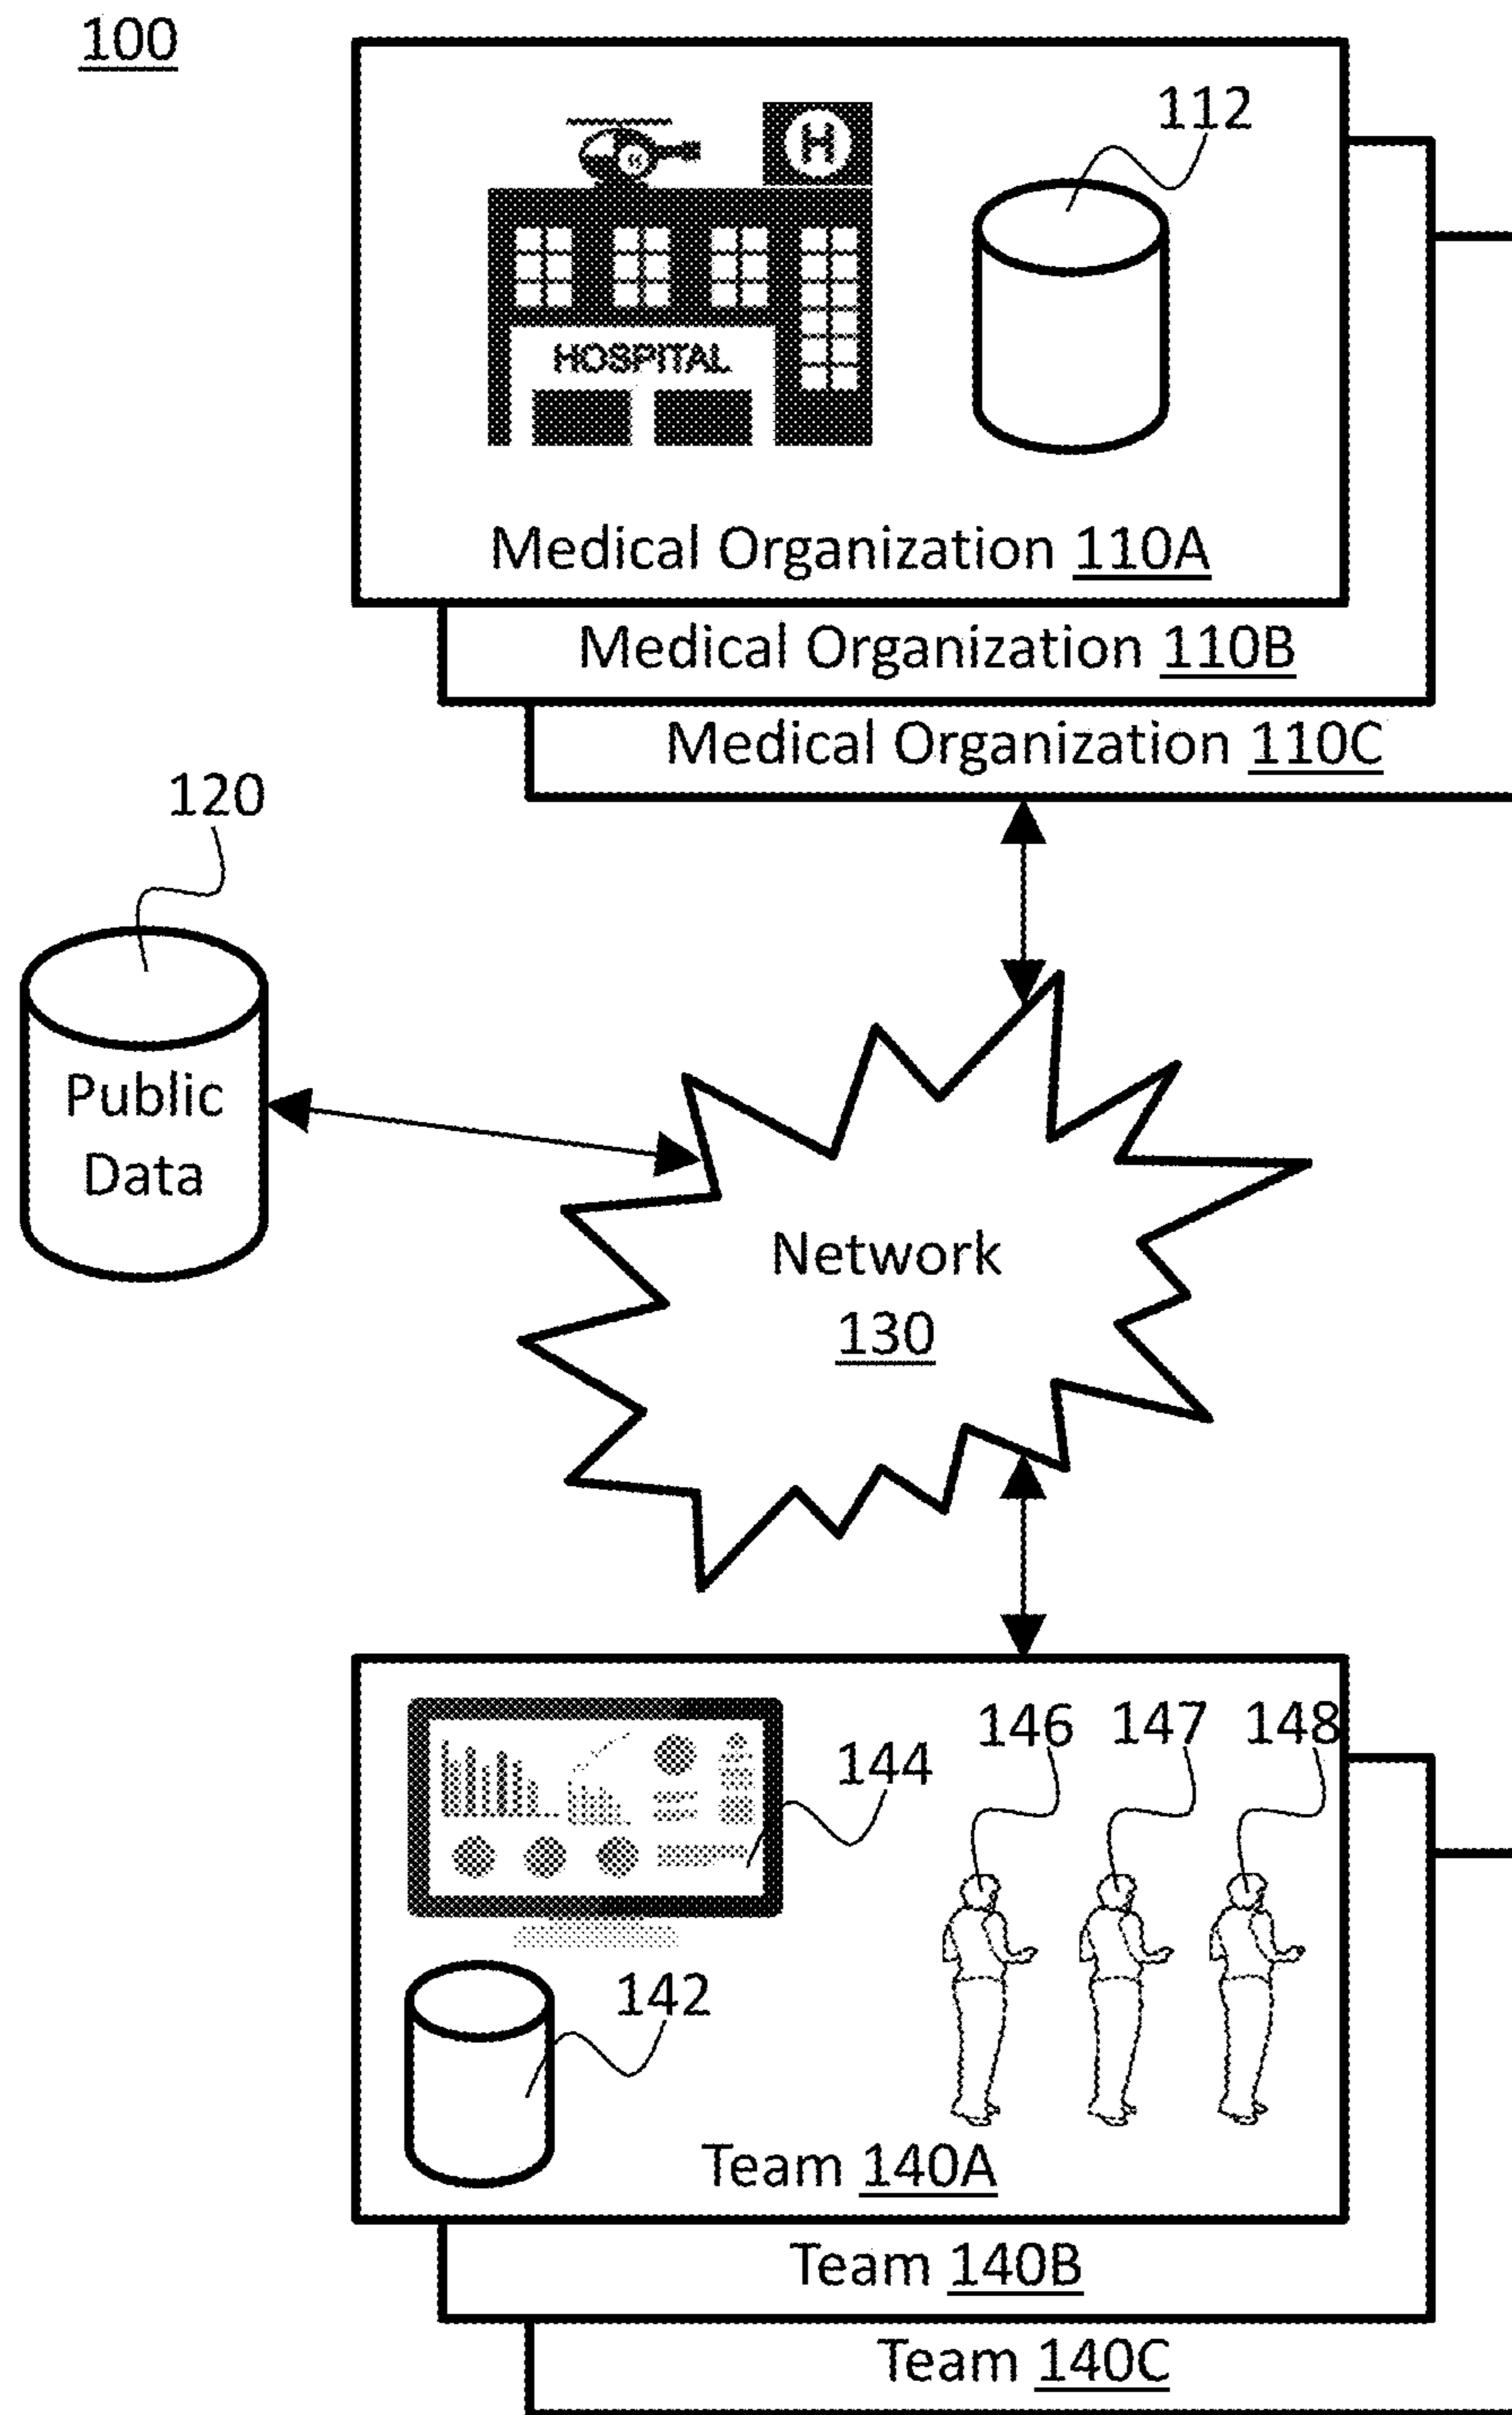 100
112
H
HOSPITAL
Medical Organization 110A
Medical Organization 110B
Medical Organization 110C
120
Public
Data
Network
130
146 147 148
144
142
Team 140A
Team 140B
Team 140C